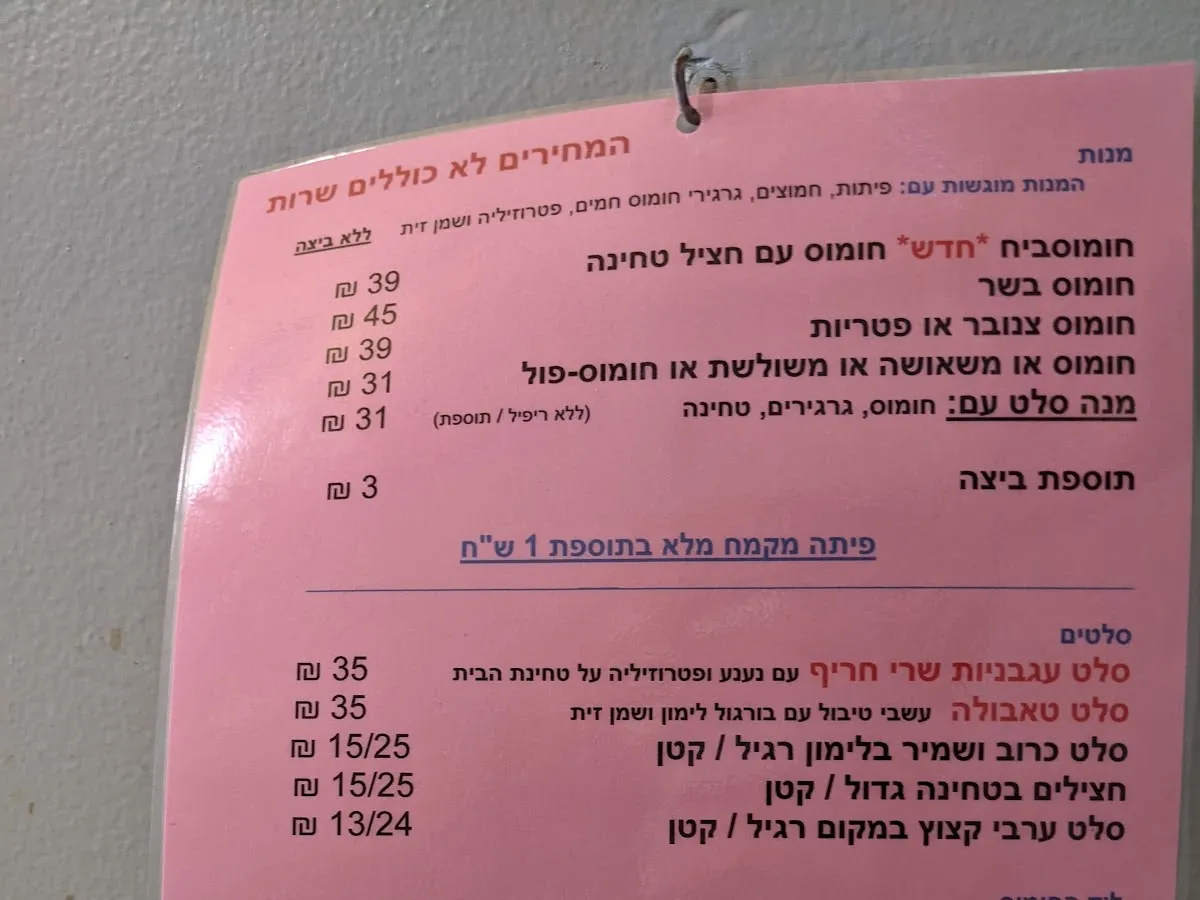 המחירים לא כוללים שרות
מנות
המנות מוגשות עם: פיתות, חמוצים, גרגירי חומוס חמים, פטרוזיליה ושמן זית
ללא ביצה
חומוסביח *חדש* חומוס עם חציל טחינה 39 ₪
חומוס בשר 45 ₪
חומוס צנובר או פטריות 39 ₪
חומוס או משאושה או משולשת או חומוס-פול 31 ₪
מנה סלט עם: חומוס, גרגירים, טחינה (ללא ריפיל / תוספת) 31 ₪
תוספת ביצה 3 ₪
פיתה מקמח מלא בתוספת 1 ש"ח
סלטים
סלט עגבניות שרי חריף עם נענע ופטרוזיליה על טחינת הבית 35 ₪
סלט טאבולה עשבי טיבול עם בורגול לימון ושמן זית 35 ₪
סלט כרוב ושמיר בלימון רגיל / קטן 15/25 ₪
חצילים בטחינה גדול / קטן 15/25 ₪
סלט ערבי קצוץ במקום רגיל / קטן 13/24 ₪